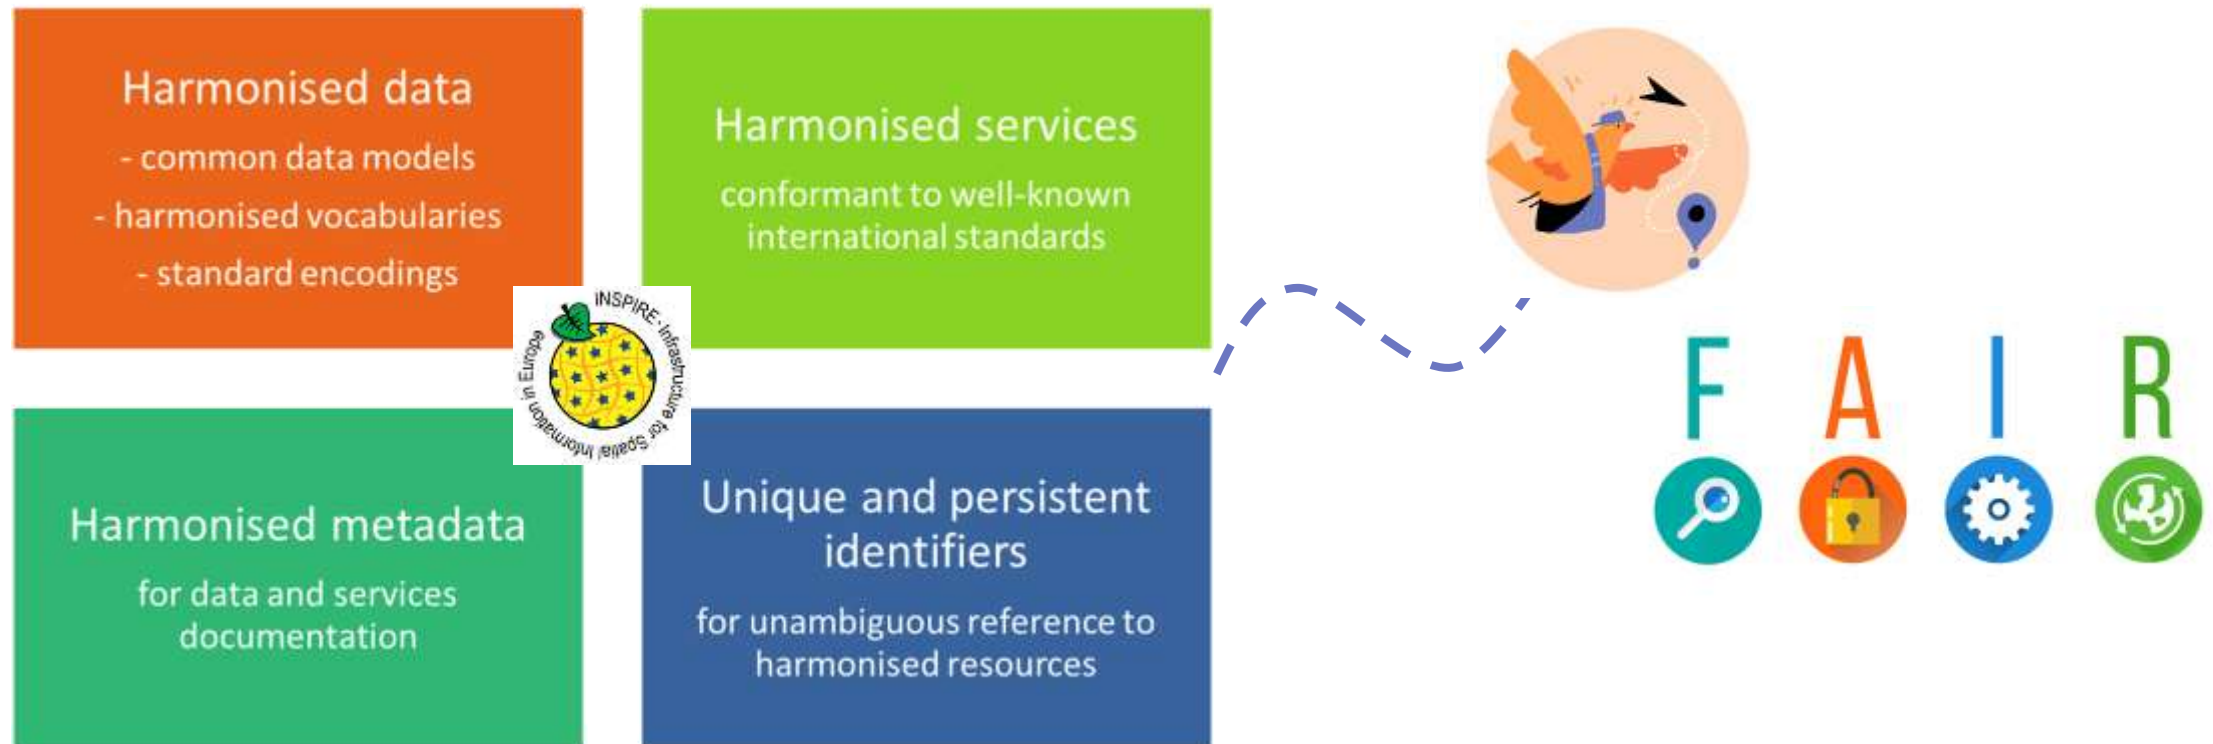 Harmonised data
- common data models
- harmonised vocabularies
- standard encodings
Harmonised services
conformant to well-known
international standards
iNSPIRE · Infrastructure for Spatial Information in Europe
Harmonised metadata
for data and services
documentation
Unique and persistent
identifiers
for unambiguous reference to
harmonised resources
F A I R